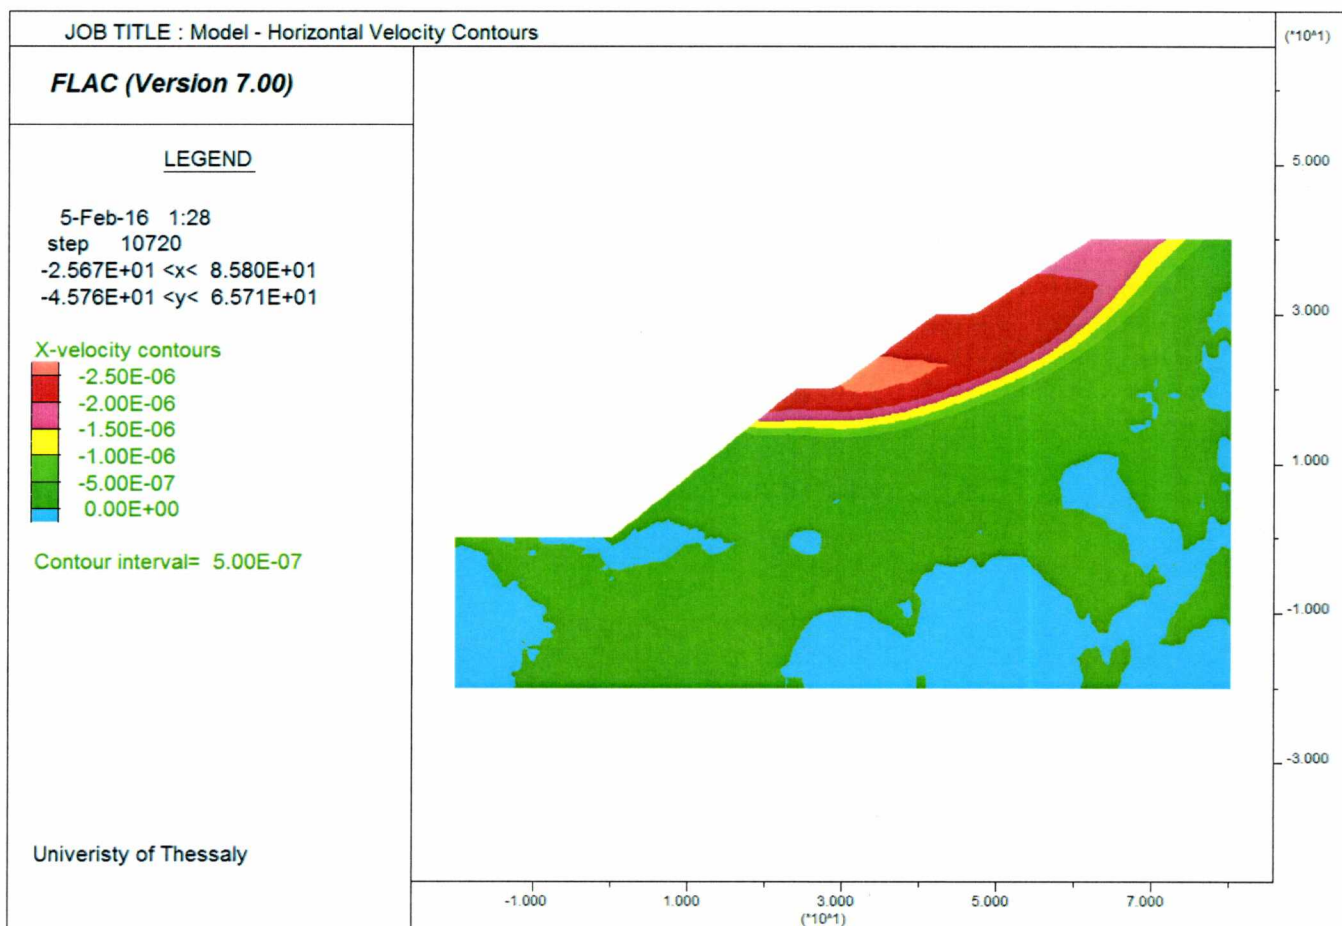 JOB TITLE : Model - Horizontal Velocity Contours
(*10^1)
FLAC (Version 7.00)
LEGEND
5-Feb-16 1:28
step 10720
-2.567E+01 <x< 8.580E+01
-4.576E+01 <y< 6.571E+01
X-velocity contours
-2.50E-06
-2.00E-06
-1.50E-06
-1.00E-06
-5.00E-07
0.00E+00
Contour interval= 5.00E-07
Univeristy of Thessaly
5.000
3.000
1.000
-1.000
-3.000
-1.000 1.000 3.000 5.000 7.000
(*10^1)